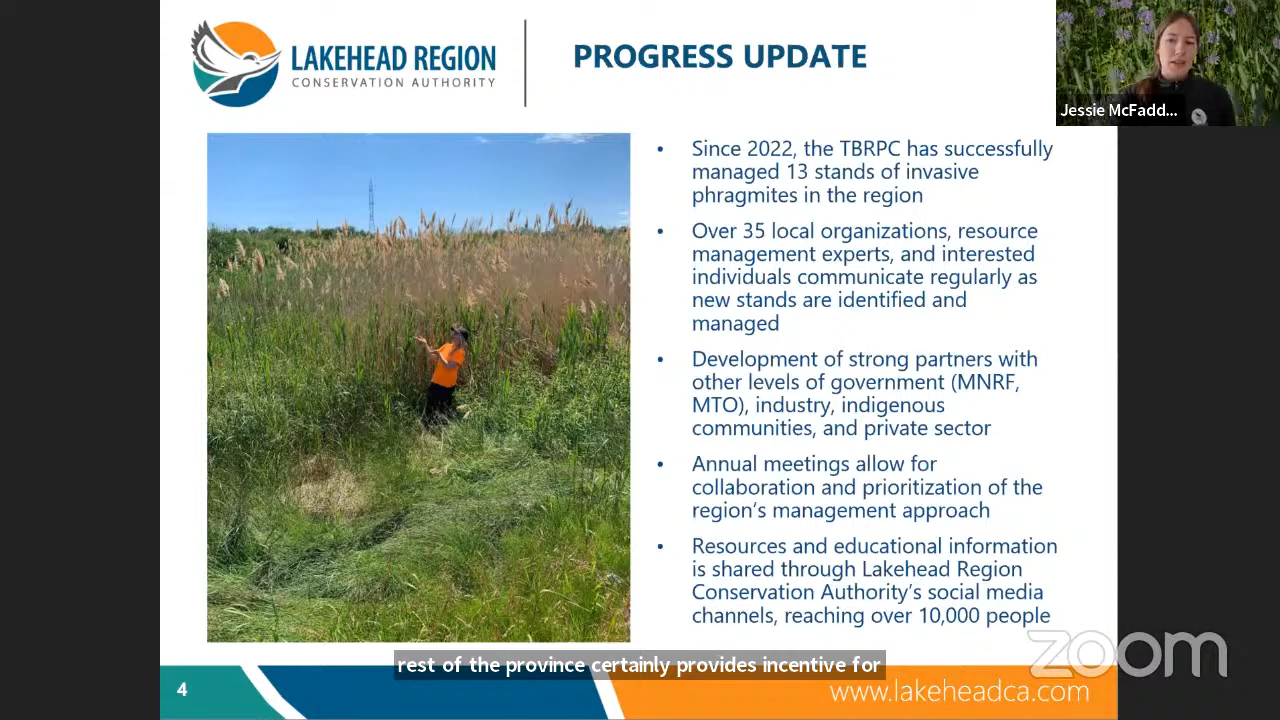 LAKEHEAD REGION
CONSERVATION AUTHORITY
PROGRESS UPDATE
Jessie McFadd...
• Since 2022, the TBRPC has successfully
managed 13 stands of invasive
phragmites in the region
• Over 35 local organizations, resource
management experts, and interested
individuals communicate regularly as
new stands are identified and
managed
• Development of strong partners with
other levels of government (MNRF,
MTO), industry, indigenous
communities, and private sector
• Annual meetings allow for
collaboration and prioritization of the
region's management approach
• Resources and educational information
is shared through Lakehead Region
Conservation Authority's social media
channels, reaching over 10,000 people
zoom
rest of the province certainly provides incentive for
4
www.lakeheadca.com